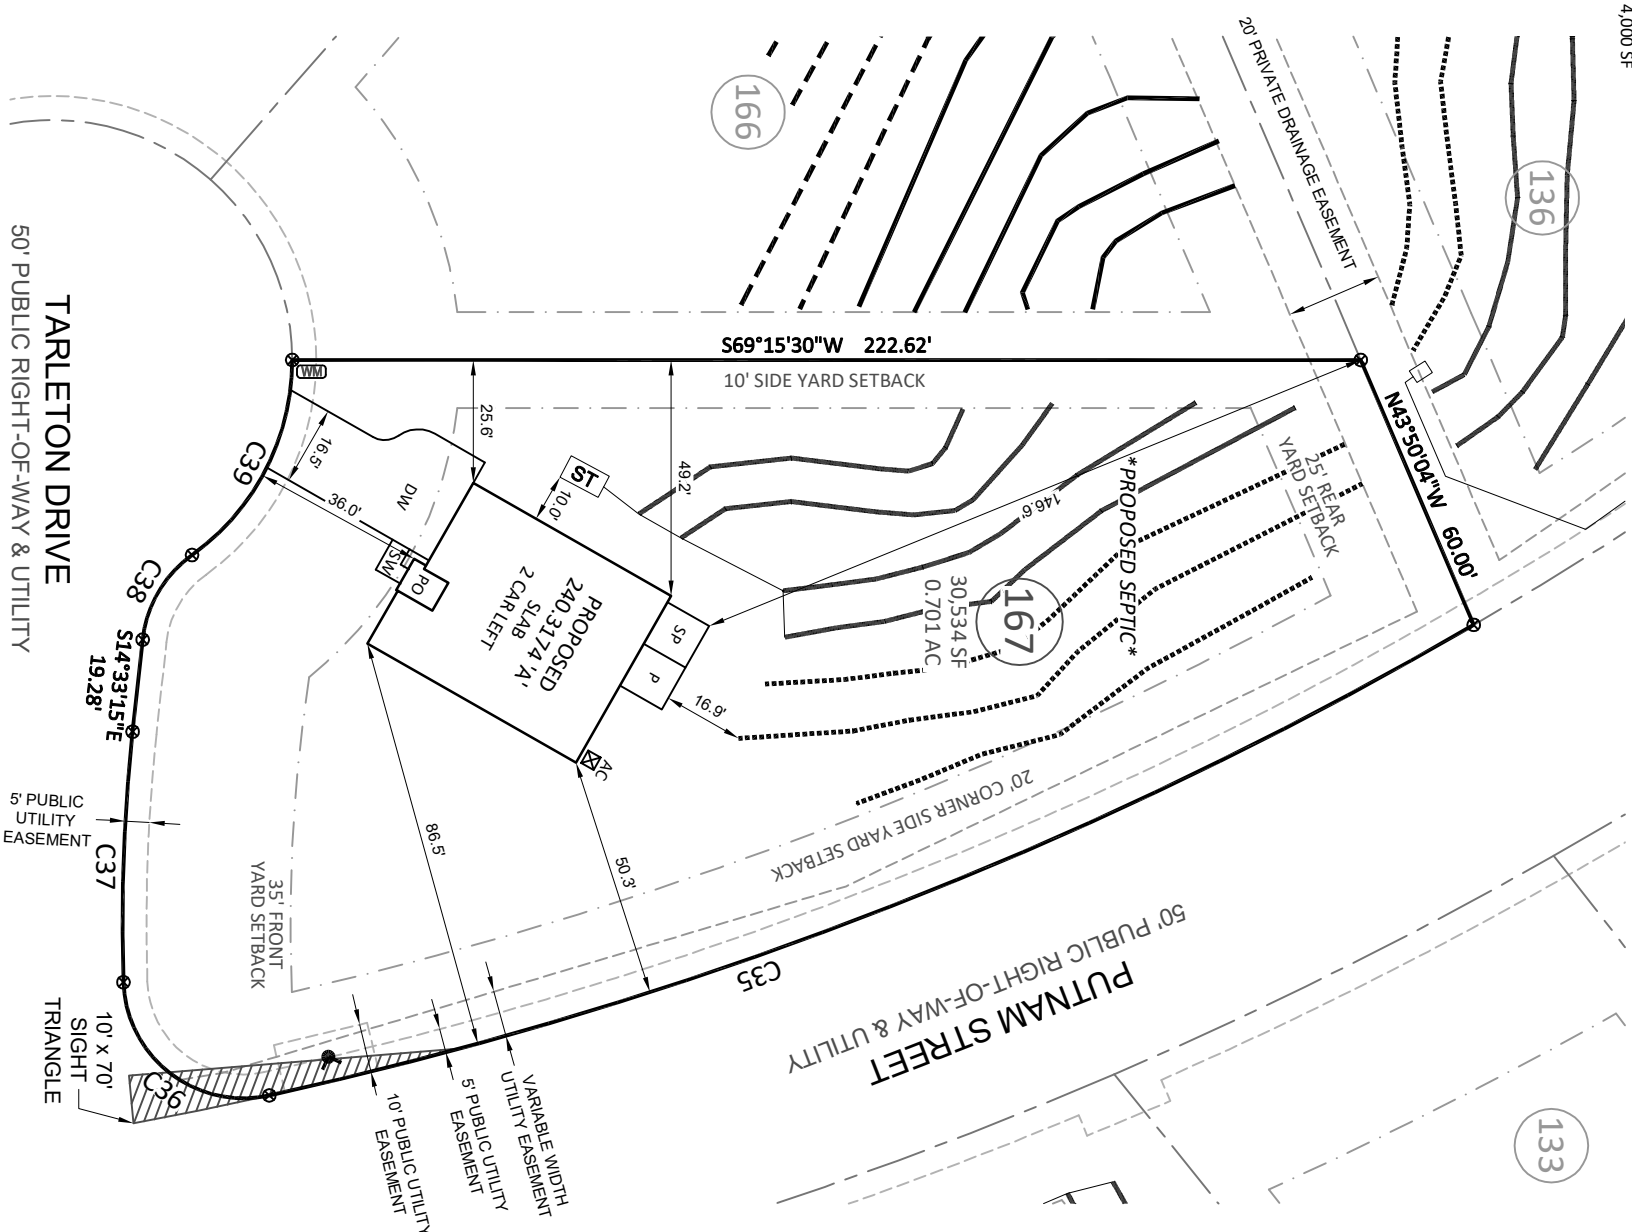 4,000 SF
20' PRIVATE DRAINAGE EASEMENT
166
136
TARLETON DRIVE
50' PUBLIC RIGHT-OF-WAY & UTILITY
S69°15'30"W 222.62'
10' SIDE YARD SETBACK
WM
N43°50'04"W 60.00'
25' REAR
YARD SETBACK
*PROPOSED SEPTIC*
25.6'
49.2'
146.6'
16.5'
36.0'
10.0'
ST
DW
SW
PO
PROPOSED
240.3174 'A'
SLAB
2 CAR LEFT
SP
P
AC
16.9'
167
30,534 SF
0.701 AC
C39
C38
S14°33'15"E
19.28'
5' PUBLIC
UTILITY
EASEMENT
C37
35' FRONT
YARD SETBACK
86.5'
50.3'
20' CORNER SIDE YARD SETBACK
C35
PUTNAM STREET
50' PUBLIC RIGHT-OF-WAY & UTILITY
10' x 70'
SIGHT
TRIANGLE
C36
VARIABLE WIDTH
UTILITY EASEMENT
5' PUBLIC UTILITY
EASEMENT
10' PUBLIC UTILITY
EASEMENT
133